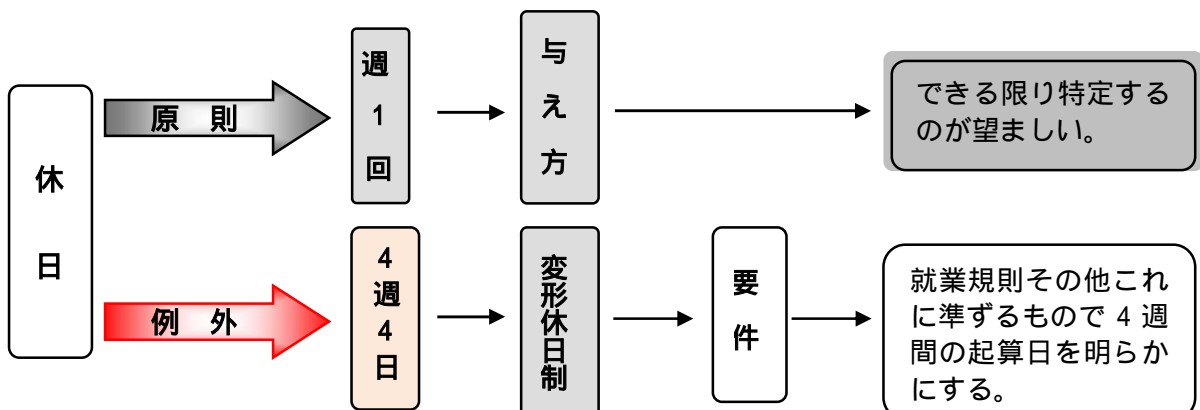 休日
原則
週1回
与え方
できる限り特定する
のが望ましい。
例外
4週4日
変形休日制
要件
就業規則その他これ
に準ずるもので 4 週
間の起算日を明らか
にする。